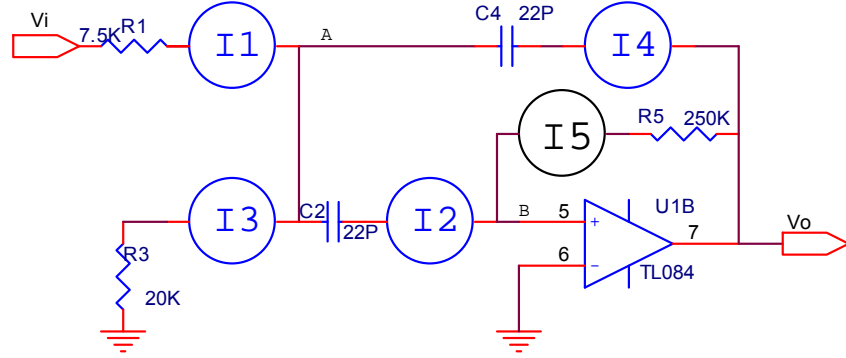 Vi
7.5K
R1
I1
A
C4
22P
I4
I5
R5
250K
I3
C2
22P
I2
B
5
+
U1B
7
Vo
6
-
TL084
R3
20K